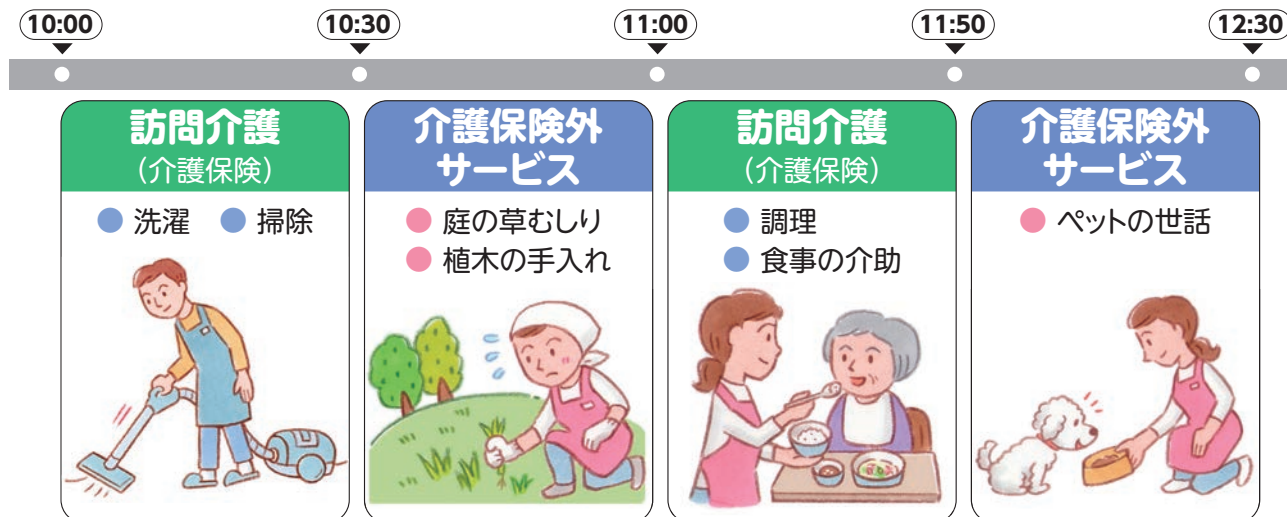 10:00
10:30
11:00
11:50
12:30
訪問介護
(介護保険)
● 洗濯 ● 掃除
介護保険外
サービス
● 庭の草むしり
● 植木の手入れ
訪問介護
(介護保険)
● 調理
● 食事の介助
介護保険外
サービス
● ペットの世話